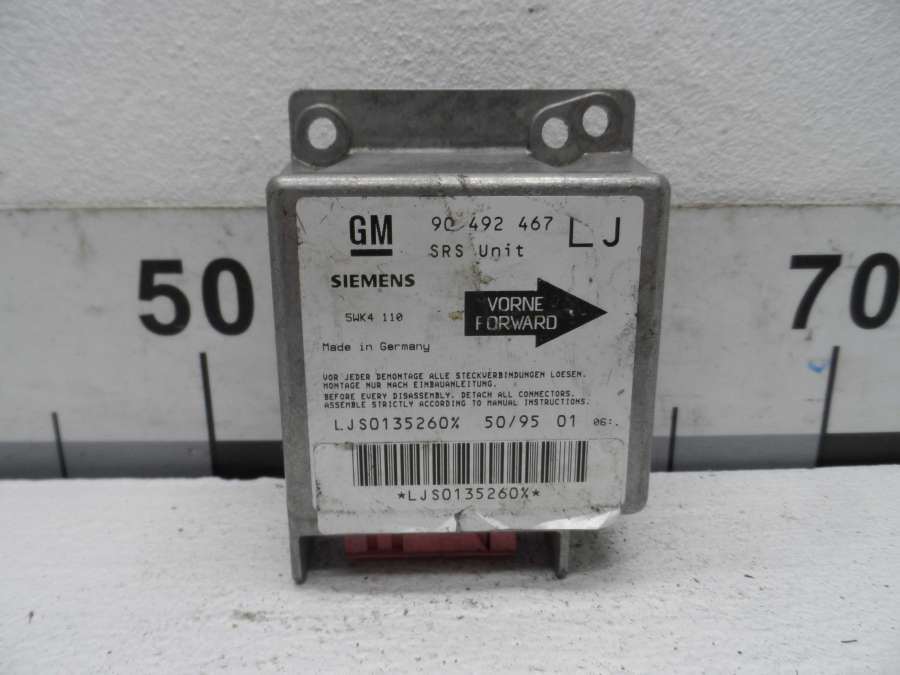 GM 90 492 467 LJ
SRS Unit
SIEMENS
VORNE
FORWARD
5WK4 110
Made in Germany
VOR JEDER DEMONTAGE ALLE STECKVERBINDUNGEN LOESEN.
MONTAGE NUR NACH EINBAUANLEITUNG.
BEFORE EVERY DISASSEMBLY. DETACH ALL CONNECTORS.
ASSEMBLE STRICTLY ACCORDING TO MANUAL INSTRUCTIONS.
LJS0135260% 50/95 01 06:.
*LJS0135260%*
50
70